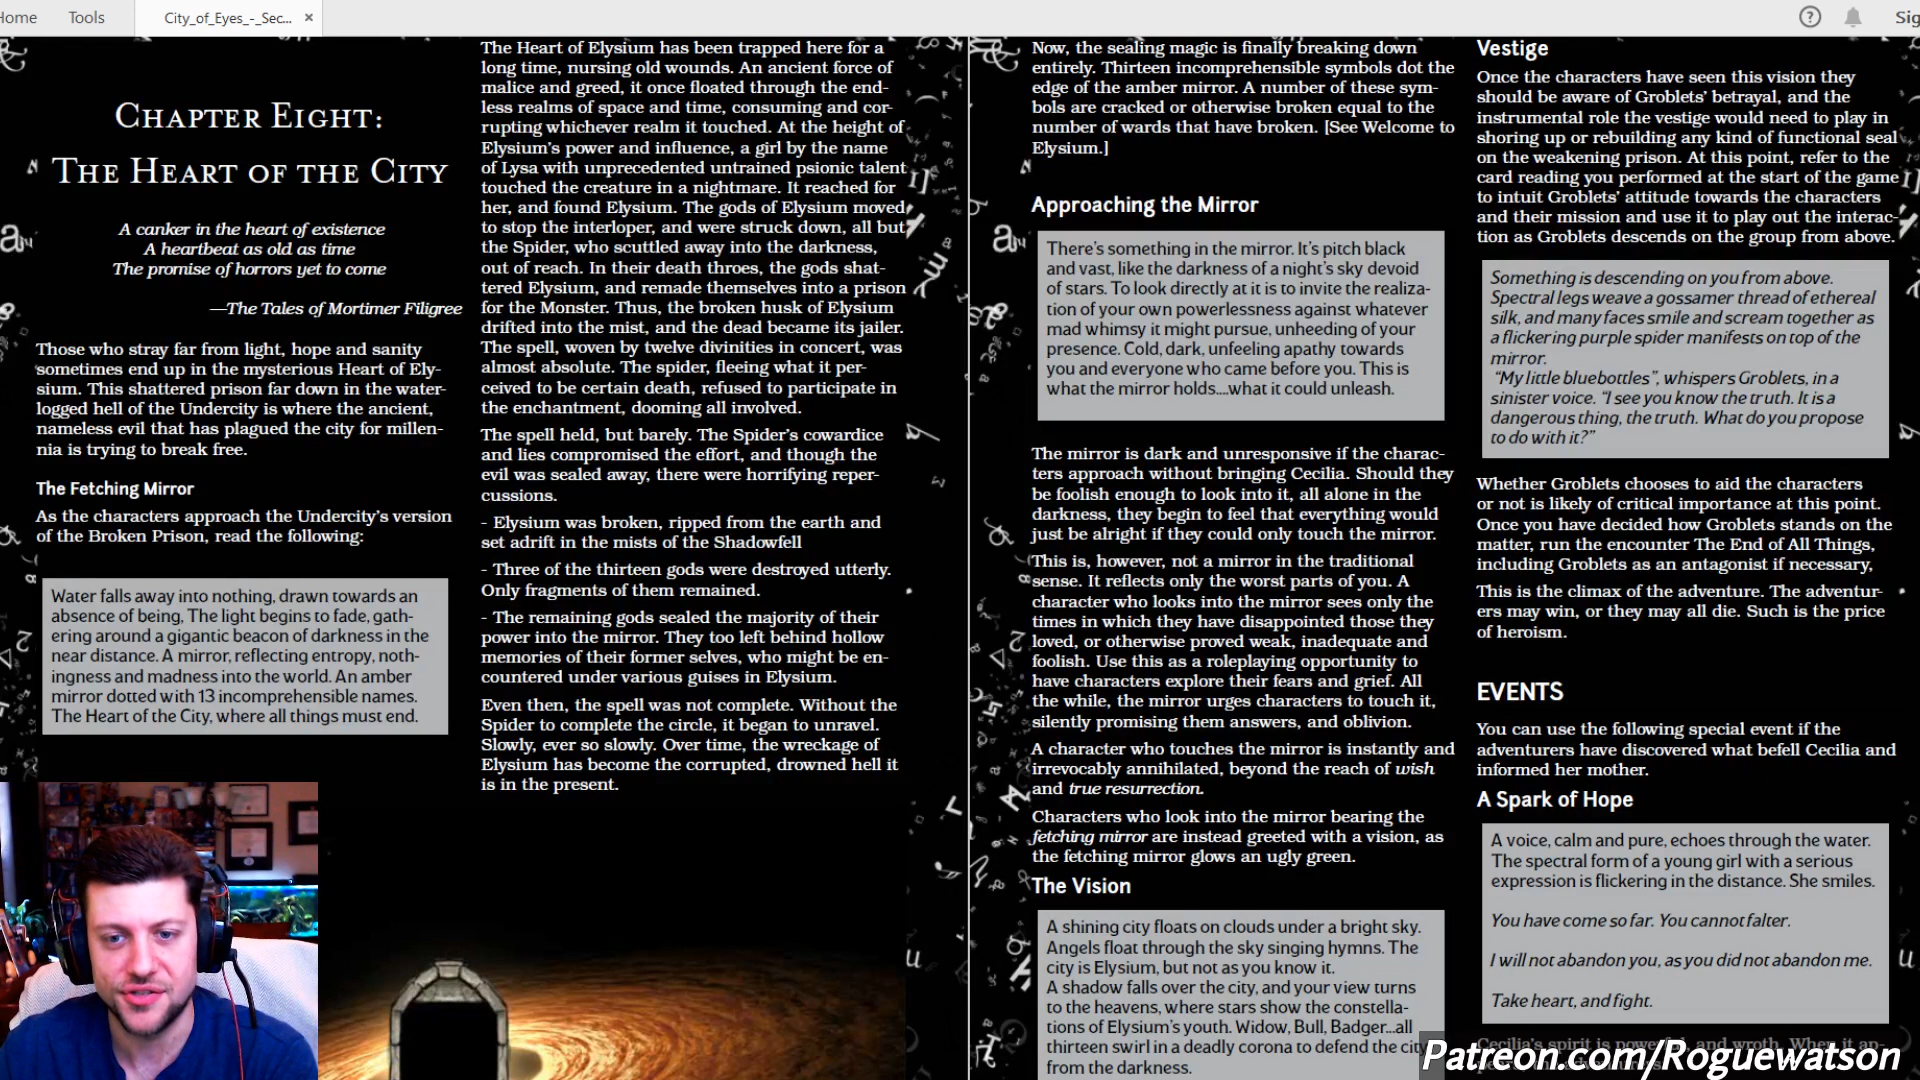 Home
Tools
City_of_Eyes_-_Sec...
×
?
Sig
CHAPTER EIGHT:
THE HEART OF THE CITY
A canker in the heart of existence
A heartbeat as old as time
The promise of horrors yet to come
—The Tales of Mortimer Filigree
Those who stray far from light, hope and sanity
sometimes end up in the mysterious Heart of Ely-
sium. This shattered prison far down in the water-
logged hell of the Undercity is where the ancient,
nameless evil that has plagued the city for millen-
nia is trying to break free.
The Fetching Mirror
As the characters approach the Undercity's version
of the Broken Prison, read the following:
Water falls away into nothing, drawn towards an
absence of being, The light begins to fade, gath-
ering around a gigantic beacon of darkness in the
near distance. A mirror, reflecting entropy, noth-
ingness and madness into the world. An amber
mirror dotted with 13 incomprehensible names.
The Heart of the City, where all things must end.
The Heart of Elysium has been trapped here for a
long time, nursing old wounds. An ancient force of
malice and greed, it once floated through the end-
less realms of space and time, consuming and cor-
rupting whichever realm it touched. At the height of
Elysium's power and influence, a girl by the name
of Lysa with unprecedented untrained psionic talent
touched the creature in a nightmare. It reached for
her, and found Elysium. The gods of Elysium moved
to stop the interloper, and were struck down, all but
the Spider, who scuttled away into the darkness,
out of reach. In their death throes, the gods shat-
tered Elysium, and remade themselves into a prison
for the Monster. Thus, the broken husk of Elysium
drifted into the mist, and the dead became its jailer.
The spell, woven by twelve divinities in concert, was
almost absolute. The spider, fleeing what it per-
ceived to be certain death, refused to participate in
the enchantment, dooming all involved.
The spell held, but barely. The Spider's cowardice
and lies compromised the effort, and though the
evil was sealed away, there were horrifying reper-
cussions.
- Elysium was broken, ripped from the earth and
set adrift in the mists of the Shadowfell
- Three of the thirteen gods were destroyed utterly.
Only fragments of them remained.
- The remaining gods sealed the majority of their
power into the mirror. They too left behind hollow
memories of their former selves, who might be en-
countered under various guises in Elysium.
Even then, the spell was not complete. Without the
Spider to complete the circle, it began to unravel.
Slowly, ever so slowly. Over time, the wreckage of
Elysium has become the corrupted, drowned hell it
is in the present.
Now, the sealing magic is finally breaking down
entirely. Thirteen incomprehensible symbols dot the
edge of the amber mirror. A number of these sym-
bols are cracked or otherwise broken equal to the
number of wards that have broken. [See Welcome to
Elysium.]
Approaching the Mirror
There's something in the mirror. It's pitch black
and vast, like the darkness of a night's sky devoid
of stars. To look directly at it is to invite the realiza-
tion of your own powerlessness against whatever
mad whimsy it might pursue, unheeding of your
presence. Cold, dark, unfeeling apathy towards
you and everyone who came before you. This is
what the mirror holds....what it could unleash.
The mirror is dark and unresponsive if the charac-
ters approach without bringing Cecilia. Should they
be foolish enough to look into it, all alone in the
darkness, they begin to feel that everything would
just be alright if they could only touch the mirror.
This is, however, not a mirror in the traditional
sense. It reflects only the worst parts of you. A
character who looks into the mirror sees only the
times in which they have disappointed those they
loved, or otherwise proved weak, inadequate and
foolish. Use this as a roleplaying opportunity to
have characters explore their fears and grief. All
the while, the mirror urges characters to touch it,
silently promising them answers, and oblivion.
A character who touches the mirror is instantly and
irrevocably annihilated, beyond the reach of wish
and true resurrection.
Characters who look into the mirror bearing the
fetching mirror are instead greeted with a vision, as
the fetching mirror glows an ugly green.
The Vision
A shining city floats on clouds under a bright sky.
Angels float through the sky singing hymns. The
city is Elysium, but not as you know it.
A shadow falls over the city, and your view turns
to the heavens, where stars show the constella-
tions of Elysium's youth. Widow, Bull, Badger...all
thirteen swirl in a deadly corona to defend the city
from the darkness.
Vestige
Once the characters have seen this vision they
should be aware of Groblets' betrayal, and the
instrumental role the vestige would need to play in
shoring up or rebuilding any kind of functional seal
on the weakening prison. At this point, refer to the
card reading you performed at the start of the game
to intuit Groblets' attitude towards the characters
and their mission and use it to play out the interac-
tion as Groblets descends on the group from above.
Something is descending on you from above.
Spectral legs weave a gossamer thread of ethereal
silk, and many faces smile and scream together as
a flickering purple spider manifests on top of the
mirror.
"My little bluebottles", whispers Groblets, in a
sinister voice. "I see you know the truth. It is a
dangerous thing, the truth. What do you propose
to do with it?"
Whether Groblets chooses to aid the characters
or not is likely of critical importance at this point.
Once you have decided how Groblets stands on the
matter, run the encounter The End of All Things,
including Groblets as an antagonist if necessary,
This is the climax of the adventure. The adventur-
ers may win, or they may all die. Such is the price
of heroism.
EVENTS
You can use the following special event if the
adventurers have discovered what befell Cecilia and
informed her mother.
A Spark of Hope
A voice, calm and pure, echoes through the water.
The spectral form of a young girl with a serious
expression is flickering in the distance. She smiles.
You have come so far. You cannot falter.
I will not abandon you, as you did not abandon me.
Take heart, and fight.
Cecilia's spirit is powerful, and wroth. When it ap-
Patreon.com/Roguewatson